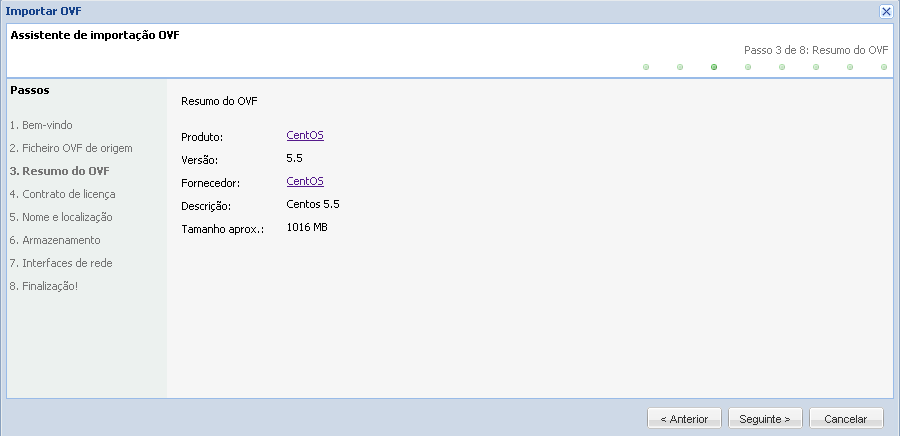 Importar OVF
Assistente de importação OVF
Passo 3 de 8: Resumo do OVF
Passos
1. Bem-vindo
2. Ficheiro OVF de origem
3. Resumo do OVF
4. Contrato de licença
5. Nome e localização
6. Armazenamento
7. Interfaces de rede
8. Finalização!
Resumo do OVF
Produto: CentOS
Versão: 5.5
Fornecedor: CentOS
Descrição: Centos 5.5
Tamanho aprox.: 1016 MB
< Anterior Seguinte > Cancelar